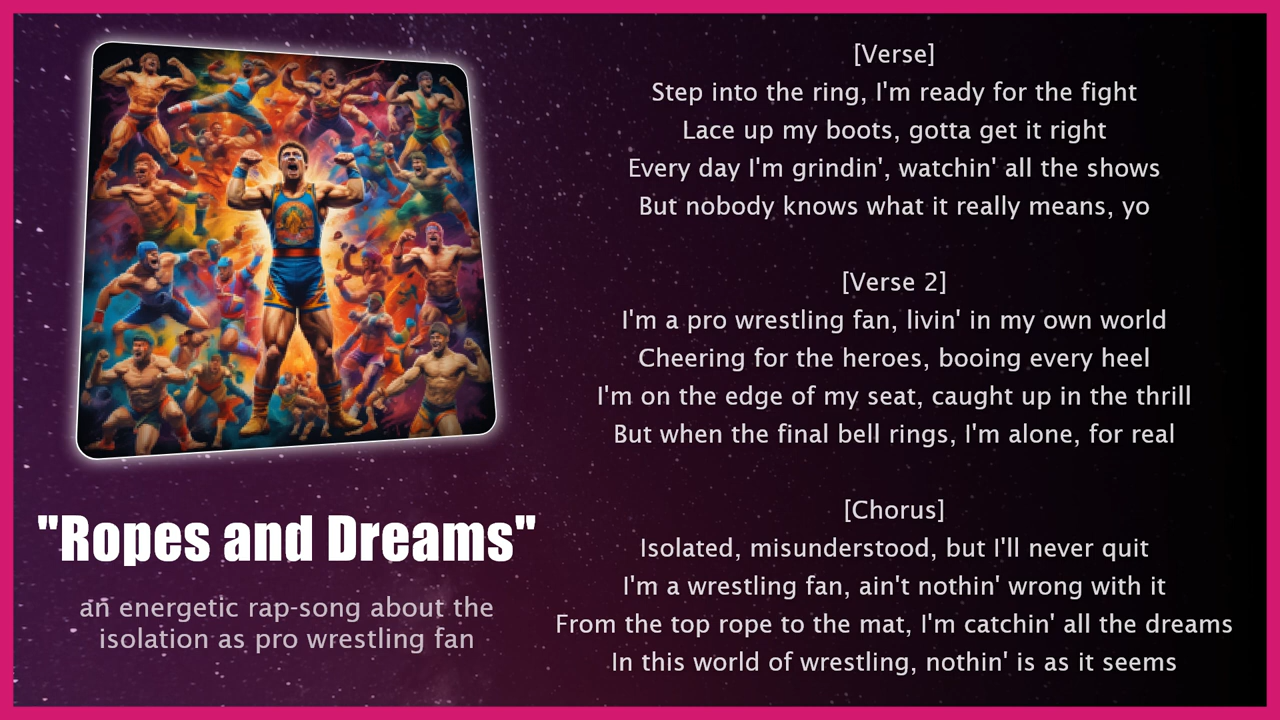 "Ropes and Dreams"
an energetic rap-song about the
isolation as pro wrestling fan
[Verse]
Step into the ring, I'm ready for the fight
Lace up my boots, gotta get it right
Every day I'm grindin', watchin' all the shows
But nobody knows what it really means, yo
[Verse 2]
I'm a pro wrestling fan, livin' in my own world
Cheering for the heroes, booing every heel
I'm on the edge of my seat, caught up in the thrill
But when the final bell rings, I'm alone, for real
[Chorus]
Isolated, misunderstood, but I'll never quit
I'm a wrestling fan, ain't nothin' wrong with it
From the top rope to the mat, I'm catchin' all the dreams
In this world of wrestling, nothin' is as it seems